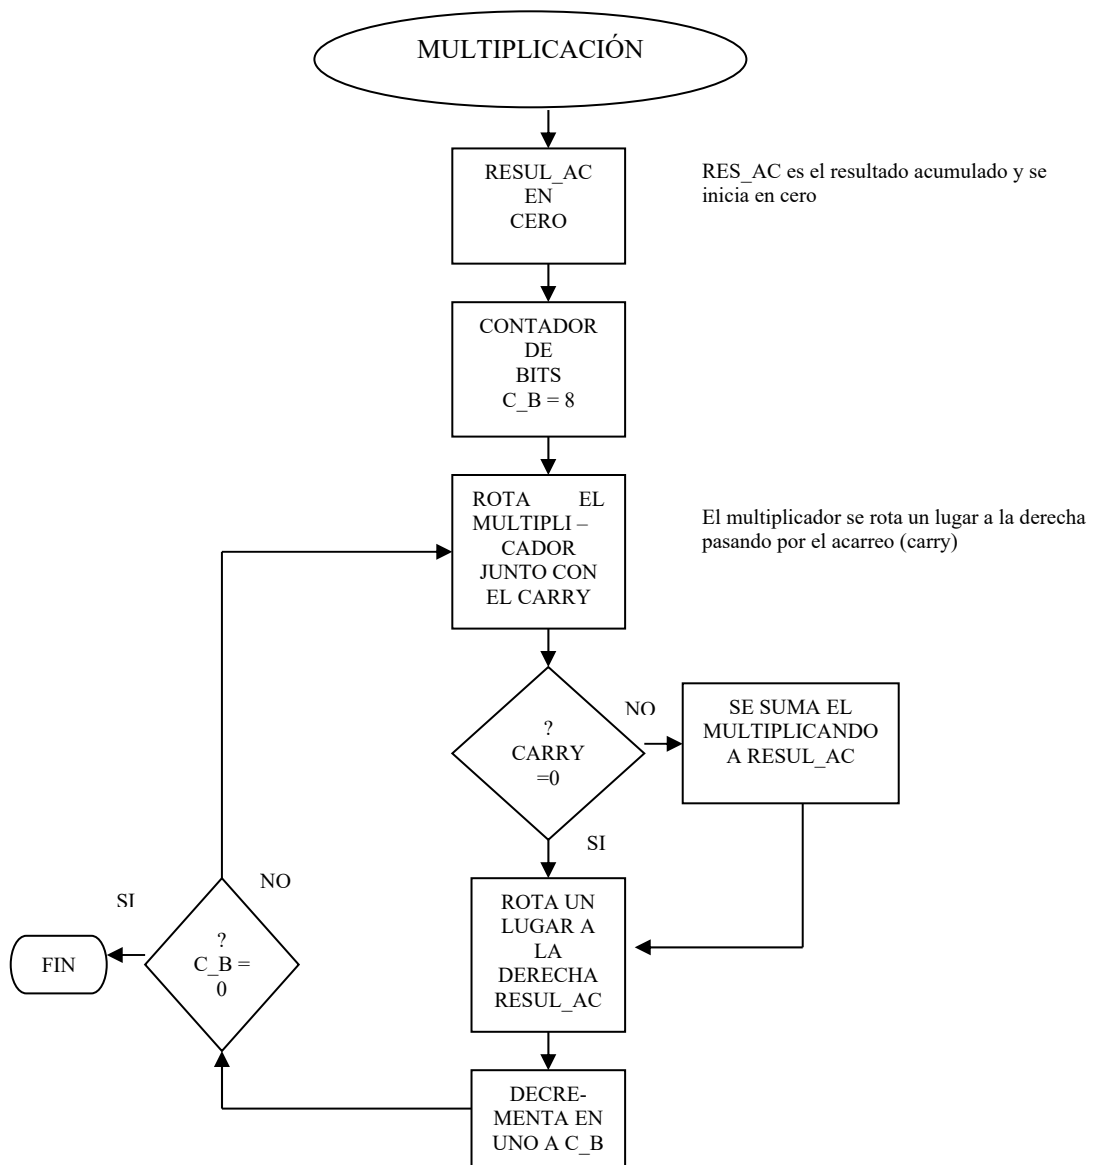 MULTIPLICACIÓN
RESUL_AC
EN
CERO
RES_AC es el resultado acumulado y se
inicia en cero
CONTADOR
DE
BITS
C_B = 8
ROTA EL
MULTIPLI –
CADOR
JUNTO CON
EL CARRY
El multiplicador se rota un lugar a la derecha
pasando por el acarreo (carry)
?
CARRY
=0
NO
SE SUMA EL
MULTIPLICANDO
A RESUL_AC
SI
ROTA UN
LUGAR A
LA
DERECHA
RESUL_AC
DECRE-
MENTA EN
UNO A C_B
?
C_B =
0
NO
SI
FIN